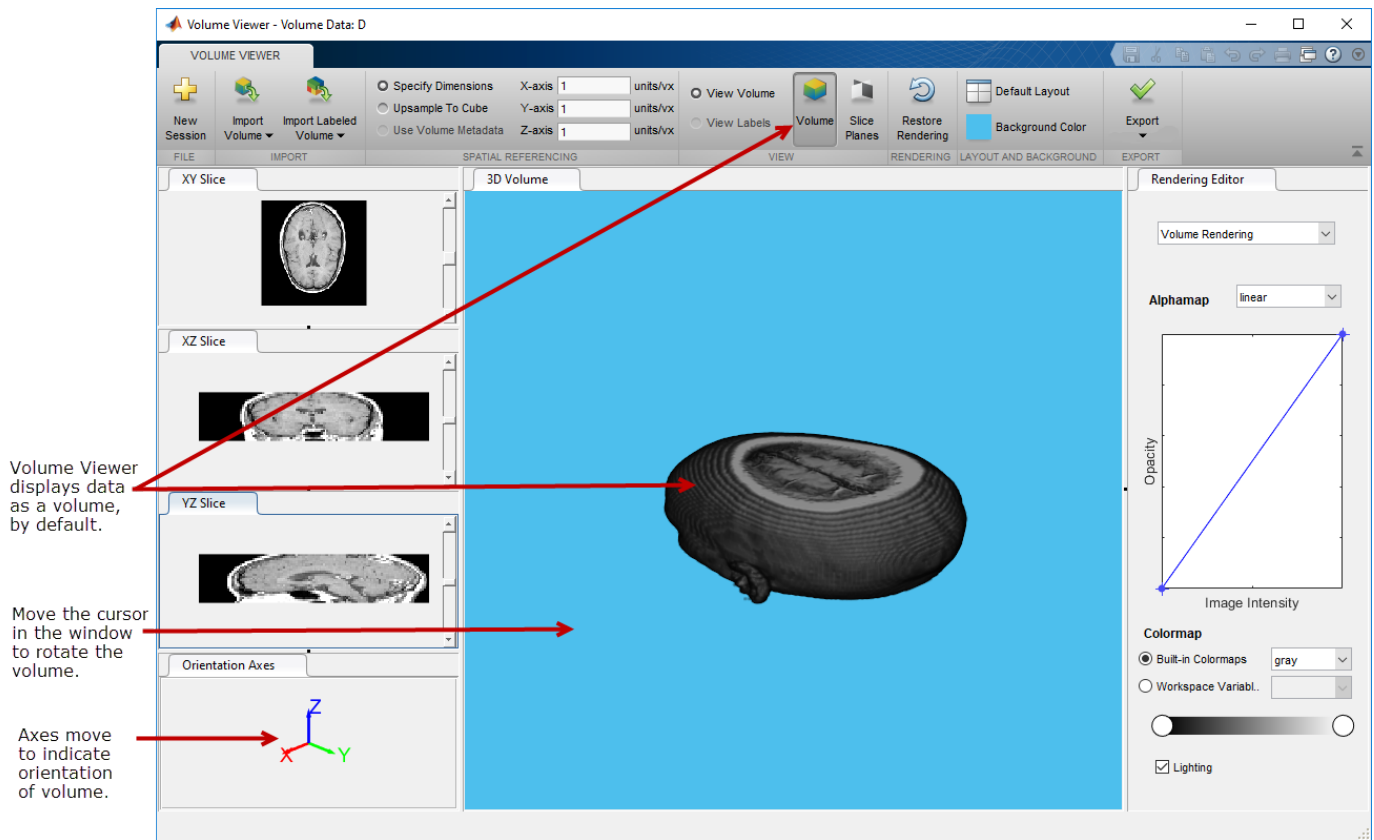 Volume Viewer - Volume Data: D
VOLUME VIEWER
New
Session
Import
Volume
Import Labeled
Volume
Specify Dimensions
Upsample To Cube
Use Volume Metadata
X-axis 1 units/vx
Y-axis 1 units/vx
Z-axis 1 units/vx
View Volume
View Labels
Volume
Slice
Planes
Restore
Rendering
Default Layout
Background Color
Export
FILE
IMPORT
SPATIAL REFERENCING
VIEW
RENDERING
LAYOUT AND BACKGROUND
EXPORT
XY Slice
XZ Slice
YZ Slice
Orientation Axes
Z
X
Y
3D Volume
Rendering Editor
Volume Rendering
Alphamap
linear
Opacity
Image Intensity
Colormap
Built-in Colormaps
gray
Workspace Variabl..
Lighting
Volume Viewer
displays data
as a volume,
by default.
Move the cursor
in the window
to rotate the
volume.
Axes move
to indicate
orientation
of volume.